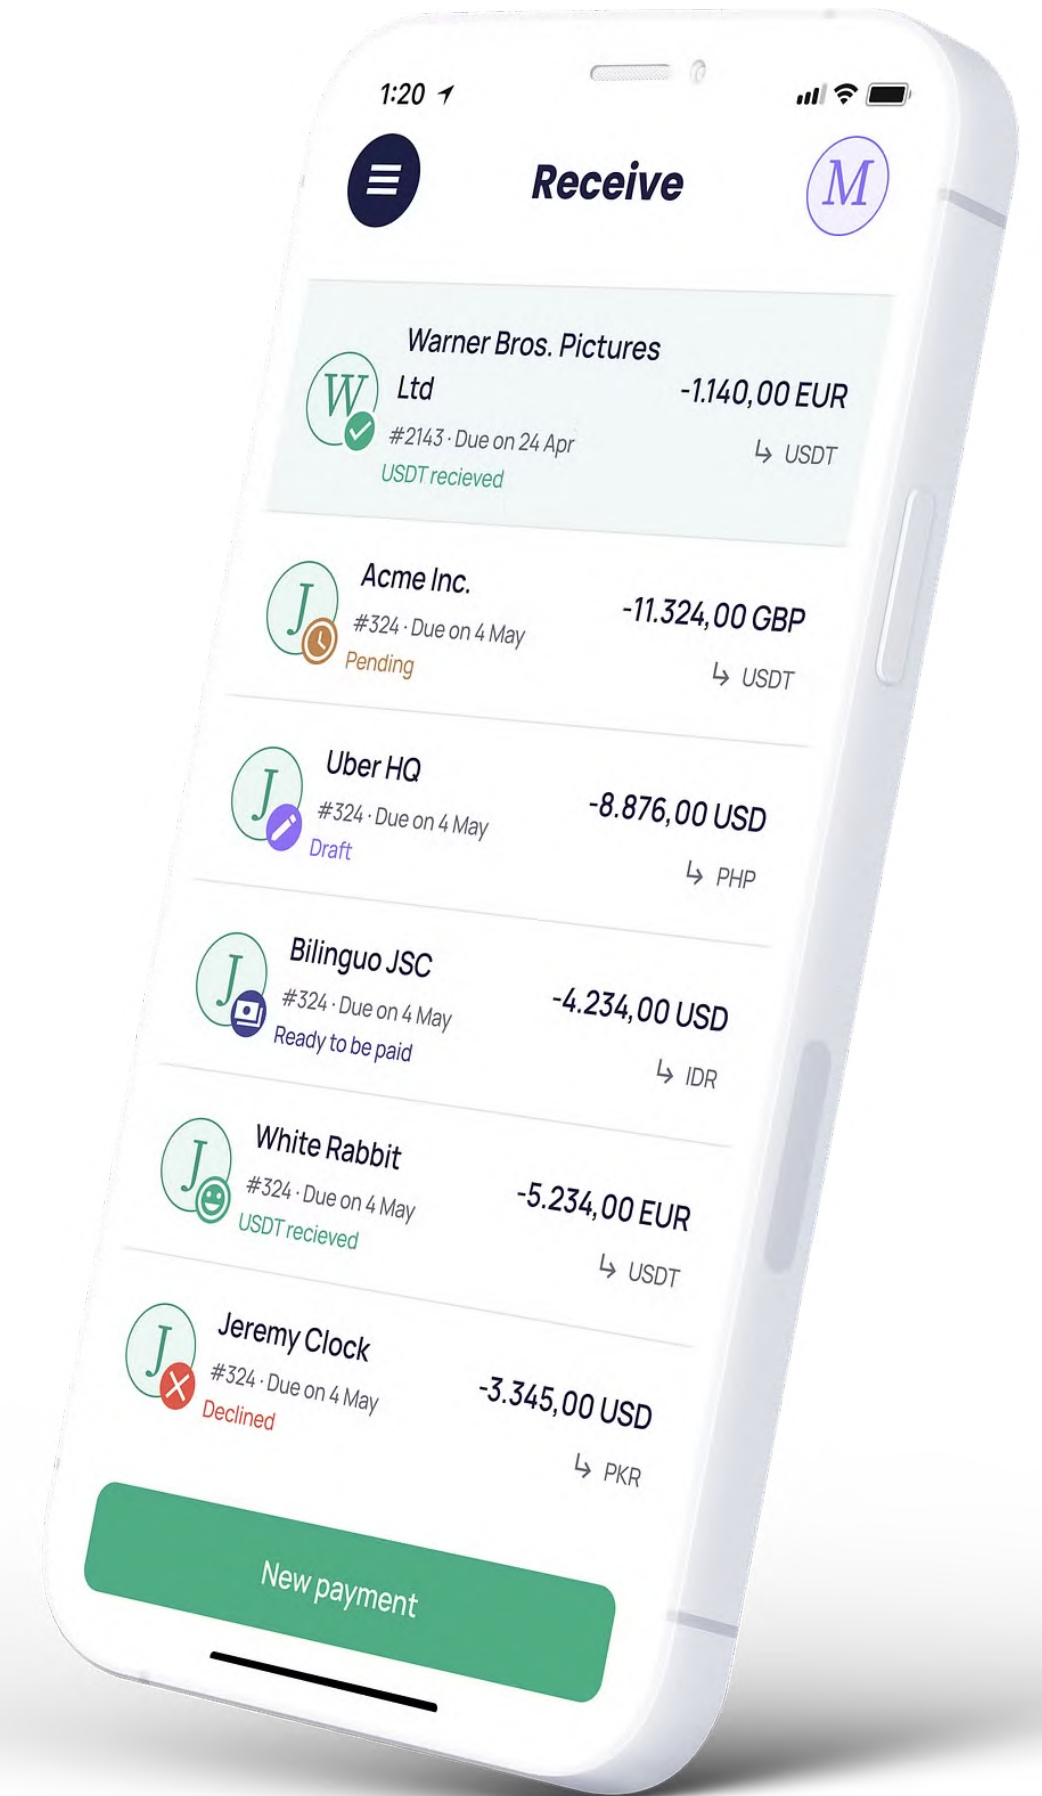 1:20
Receive
M
Warner Bros. Pictures
Ltd
-1.140,00 EUR
W
#2143 · Due on 24 Apr
↳ USDT
USDT recieved
Acme Inc.
-11.324,00 GBP
J
#324 · Due on 4 May
↳ USDT
Pending
Uber HQ
-8.876,00 USD
J
#324 · Due on 4 May
↳ PHP
Draft
Bilinguo JSC
-4.234,00 USD
J
#324 · Due on 4 May
↳ IDR
Ready to be paid
White Rabbit
-5.234,00 EUR
J
#324 · Due on 4 May
↳ USDT
USDT recieved
Jeremy Clock
-3.345,00 USD
J
#324 · Due on 4 May
↳ PKR
Declined
New payment